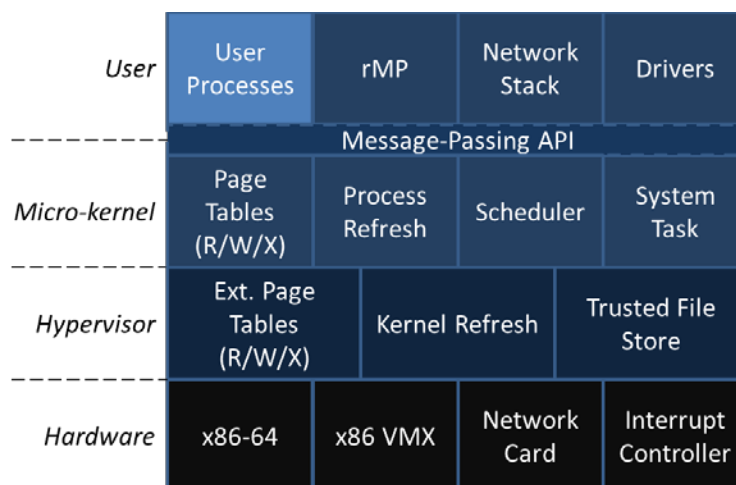 User
User
Processes
rMP
Network
Stack
Drivers
Message-Passing API
Micro-kernel
Page
Tables
(R/W/X)
Process
Refresh
Scheduler
System
Task
Hypervisor
Ext. Page
Tables
(R/W/X)
Kernel Refresh
Trusted File
Store
Hardware
x86-64
x86 VMX
Network
Card
Interrupt
Controller